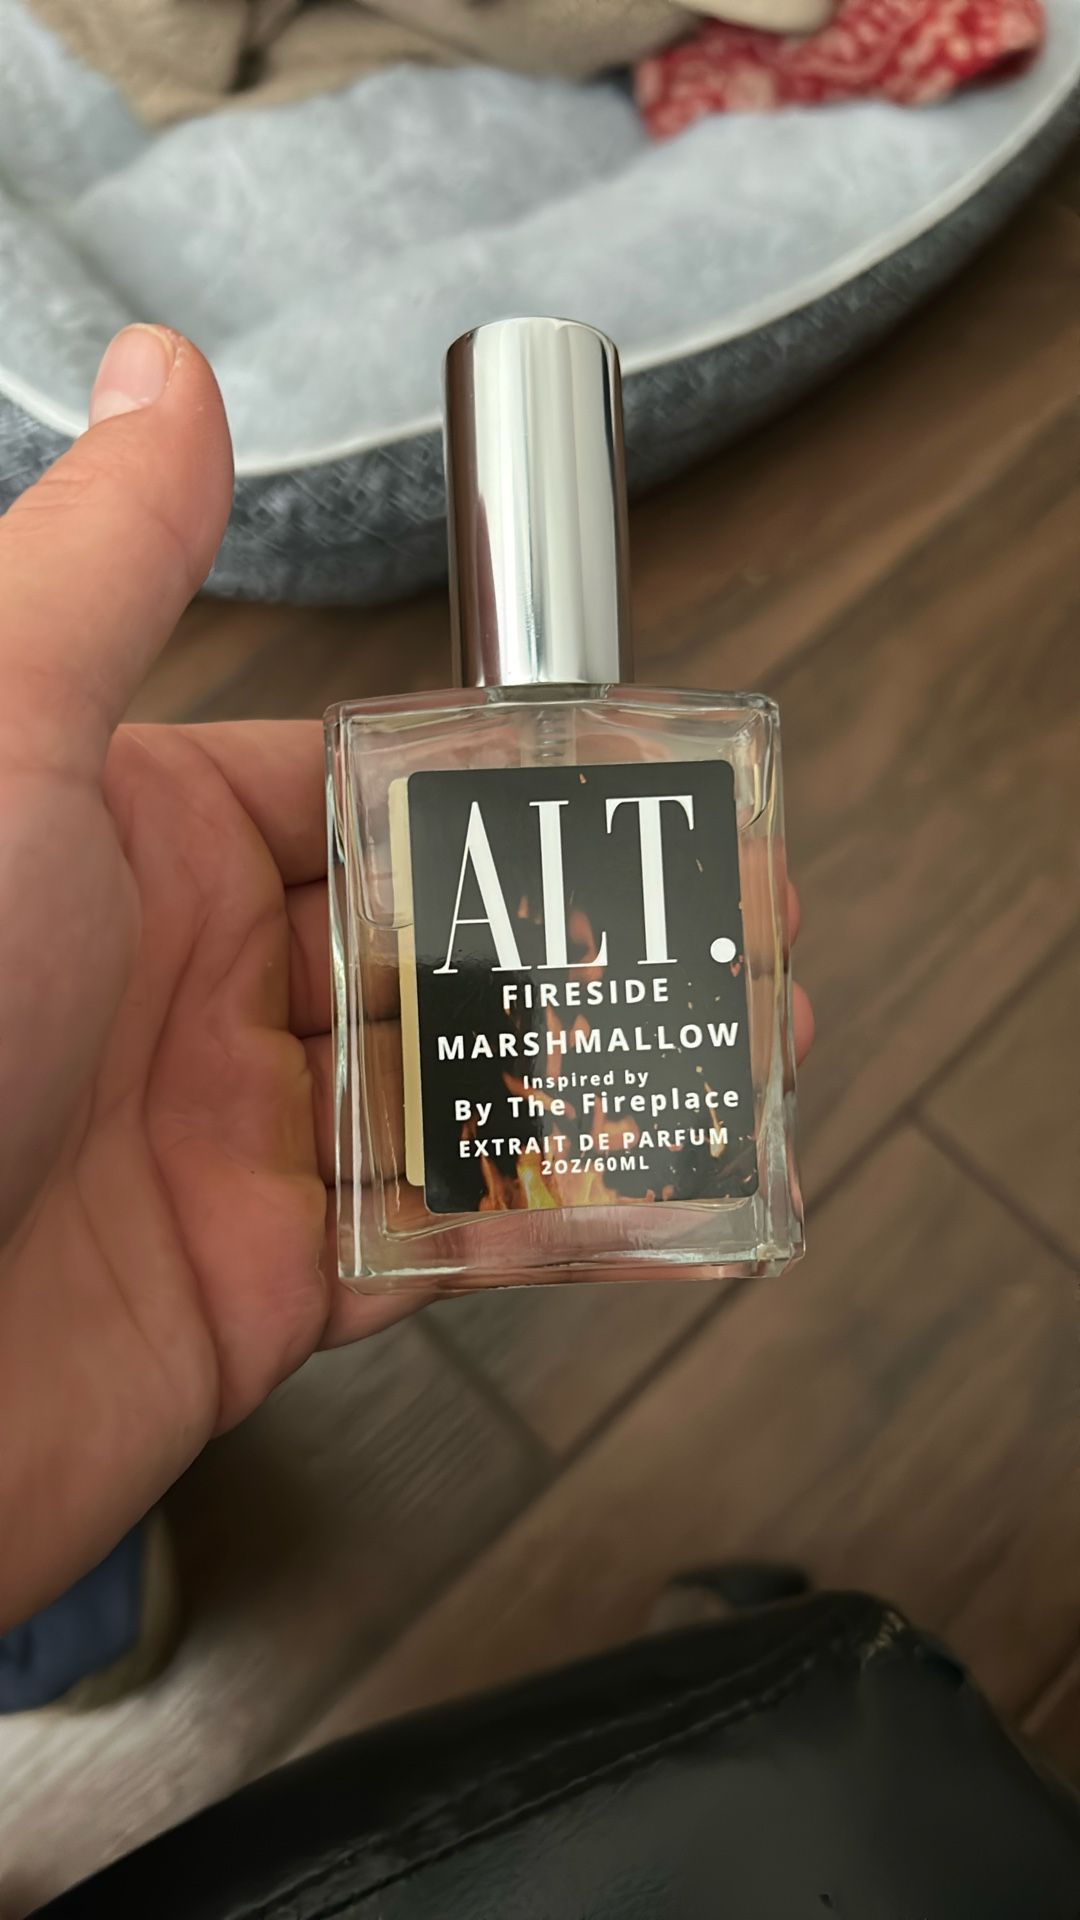 ALT.
FIRESIDE
MARSHMALLOW
Inspired by
By The Fireplace
EXTRAIT DE PARFUM
2OZ/60ML